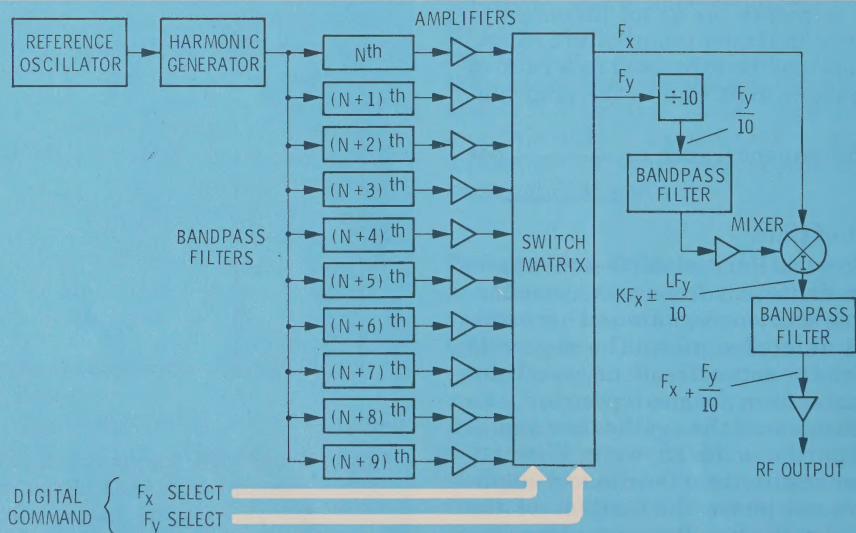 AMPLIFIERS
REFERENCE OSCILLATOR
HARMONIC GENERATOR
Nth
(N+1)th
(N+2)th
(N+3)th
(N+4)th
(N+5)th
(N+6)th
(N+7)th
(N+8)th
(N+9)th
BANDPASS
FILTERS
SWITCH
MATRIX
Fx
Fy
÷10
Fy
10
BANDPASS
FILTER
MIXER
I
KFx ± LFy
10
BANDPASS
FILTER
Fx + Fy
10
RF OUTPUT
DIGITAL
COMMAND
Fx SELECT
Fy SELECT